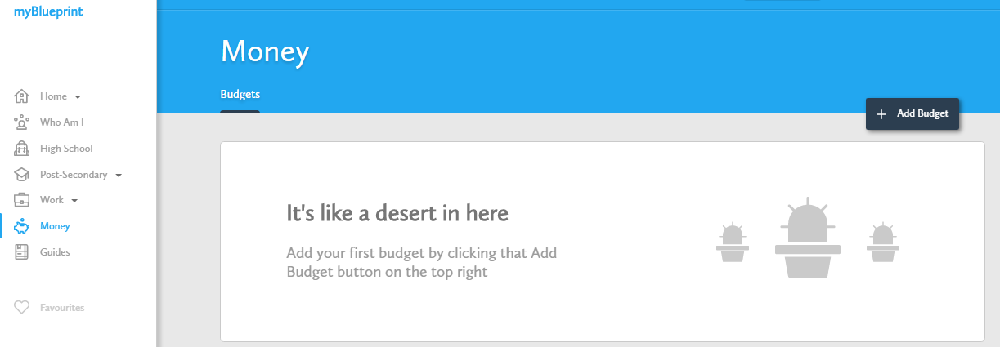 myBlueprint
Home
Who Am I
High School
Post-Secondary
Work
Money
Guides
Favourites
Money
Budgets
+ Add Budget
It's like a desert in here
Add your first budget by clicking that Add
Budget button on the top right